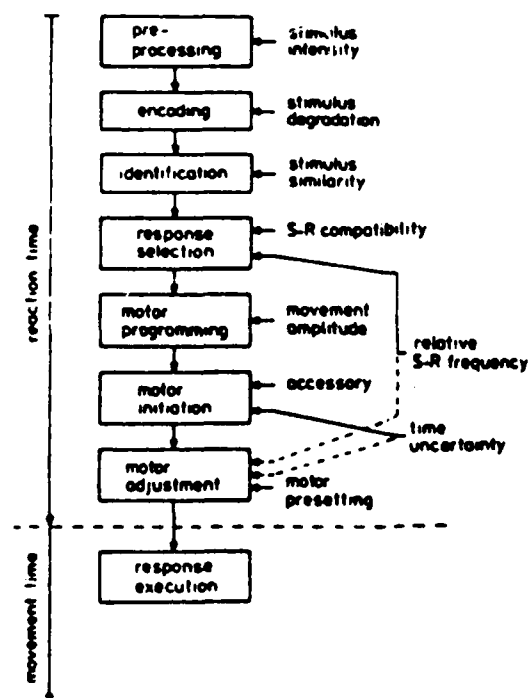 pre-
processing
stimulus
intensity
encoding
stimulus
degradation
identification
stimulus
similarity
response
selection
S-R compatibility
motor
programming
movement
amplitude
relative
S-R frequency
motor
initiation
accessory
time
uncertainty
motor
adjustment
motor
presetting
response
execution
reaction time
movement time